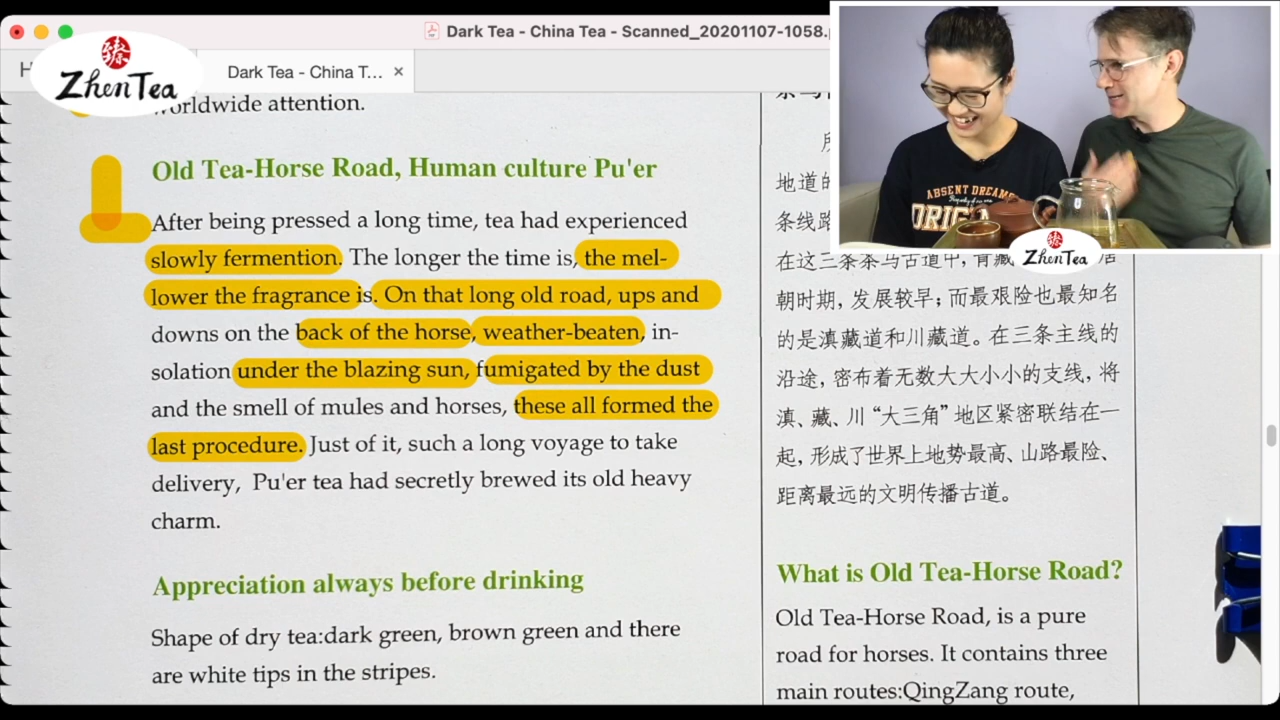 Dark Tea - China Tea - Scanned_20201107-1058.
臻
Zhen Tea
Dark Tea - China T... ×
worldwide attention.
Old Tea-Horse Road, Human culture Pu'er
After being pressed a long time, tea had experienced
slowly fermention. The longer the time is, the mel-
lower the fragrance is. On that long old road, ups and
downs on the back of the horse, weather-beaten, in-
solation under the blazing sun, fumigated by the dust
and the smell of mules and horses, these all formed the
last procedure. Just of it, such a long voyage to take
delivery, Pu'er tea had secretly brewed its old heavy
charm.
Appreciation always before drinking
Shape of dry tea:dark green, brown green and there
are white tips in the stripes.
地道的
条线路
在这三条茶马古道中，青藏
朝时期，发展较早；而最艰险也最知名
的是滇藏道和川藏道。在三条主线的
沿途，密布着无数大大小小的支线，将
滇、藏、川“大三角”地区紧密联结在一
起，形成了世界上地势最高、山路最险、
距离最远的文明传播古道。
What is Old Tea-Horse Road?
Old Tea-Horse Road, is a pure
road for horses. It contains three
main routes:QingZang route,
ABSENT DREAMS
ORIGIN
臻
Zhen Tea